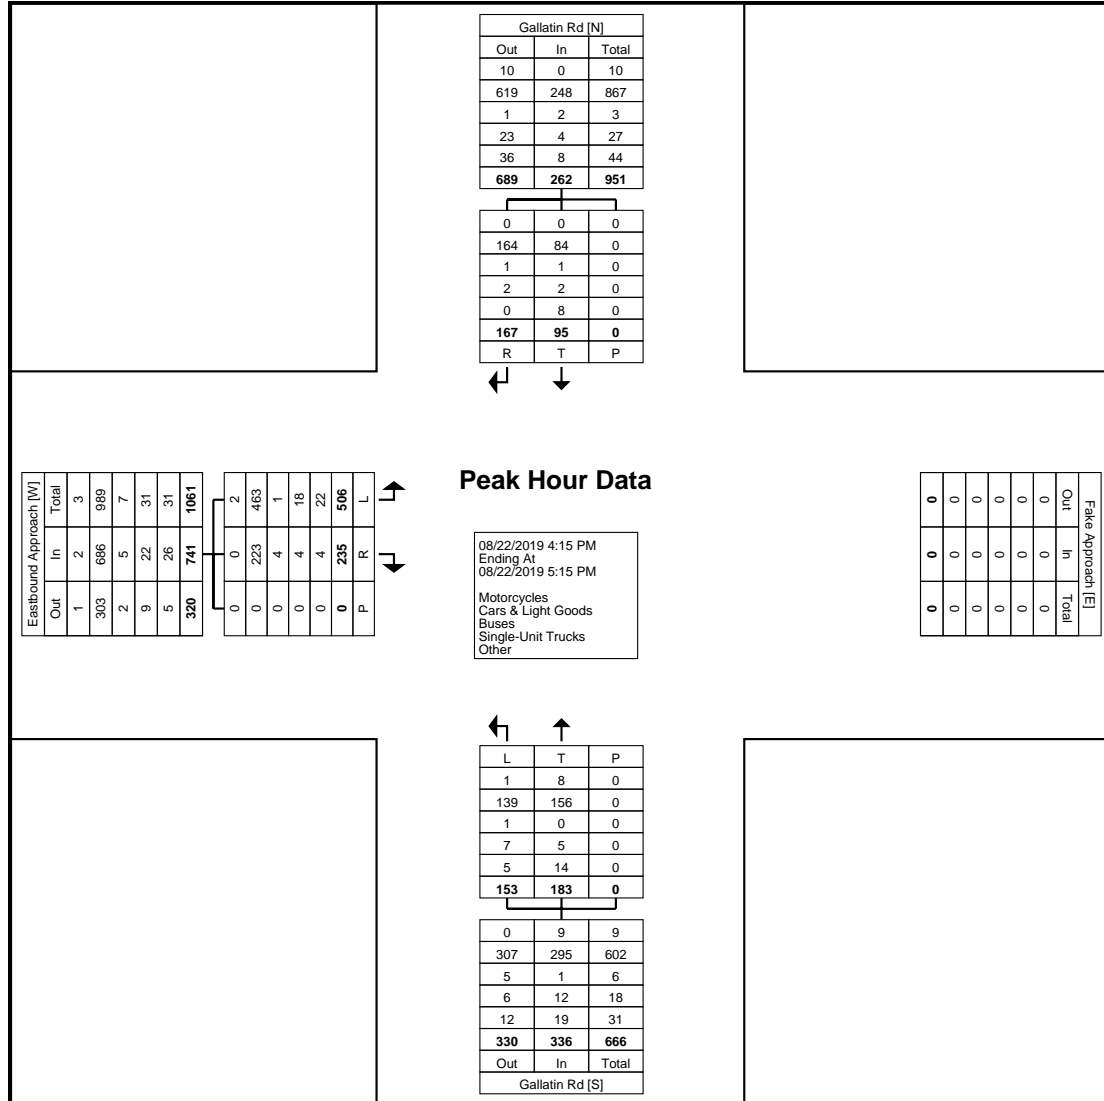 Gallatin Rd [N]
Out In Total
10 0 10
619 248 867
1 2 3
23 4 27
36 8 44
689 262 951
0 0 0
164 84 0
1 1 0
2 2 0
0 8 0
167 95 0
R T P
Eastbound Approach [W]
Total In Out
3 2 1
989 686 303
7 5 2
31 22 9
31 26 5
1061 741 320
2 0 0
463 223 0
1 4 0
18 4 0
22 4 0
506 235 0
L R P
Peak Hour Data
08/22/2019 4:15 PM
Ending At
08/22/2019 5:15 PM
Motorcycles
Cars & Light Goods
Buses
Single-Unit Trucks
Other
Fake Approach [E]
Out In Total
0 0 0
0 0 0
0 0 0
0 0 0
0 0 0
0 0 0
L T P
1 8 0
139 156 0
1 0 0
7 5 0
5 14 0
153 183 0
0 9 9
307 295 602
5 1 6
6 12 18
12 19 31
330 336 666
Out In Total
Gallatin Rd [S]